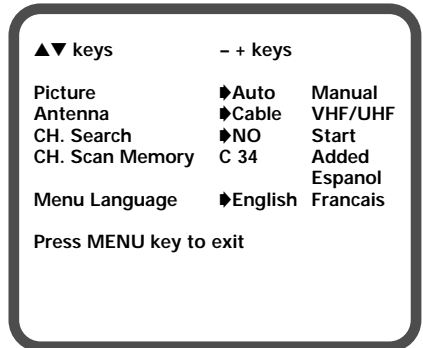 ▲▼ keys – + keys
Picture ➧Auto Manual
Antenna ➧Cable VHF/UHF
CH. Search ➧NO Start
CH. Scan Memory C 34 Added
Espanol
Menu Language ➧English Francais
Press MENU key to exit